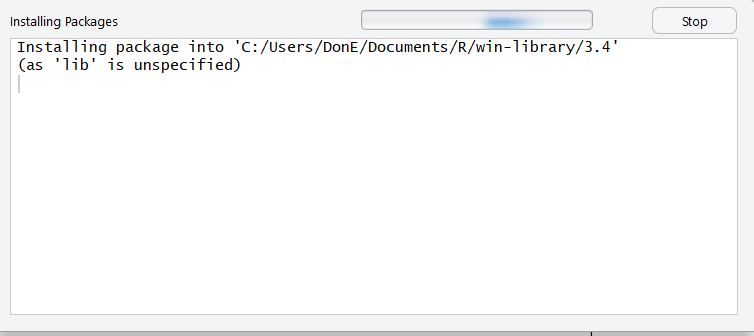 Installing Packages
Stop
Installing package into 'C:/Users/DonE/Documents/R/win-library/3.4'
(as 'lib' is unspecified)